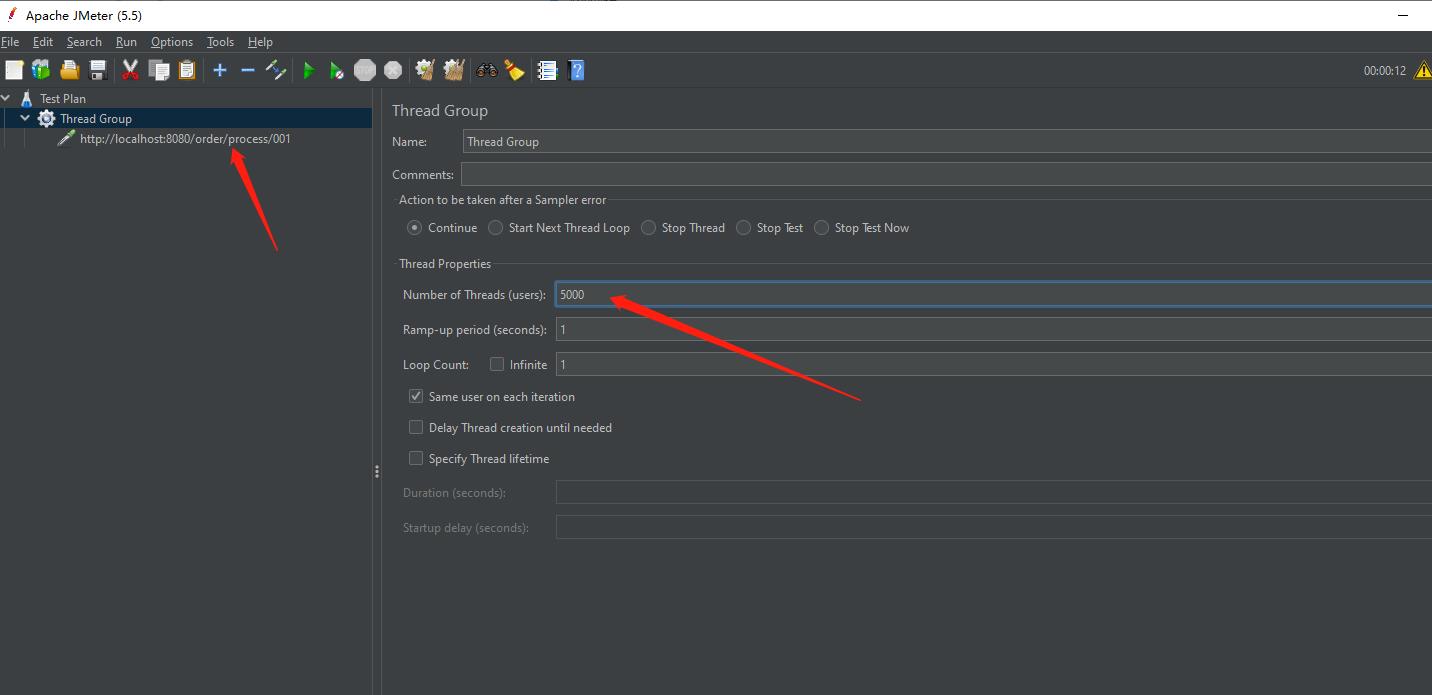 Apache JMeter (5.5)
File Edit Search Run Options Tools Help
STOP
00:00:12
Test Plan
Thread Group
http://localhost:8080/order/process/001
Thread Group
Name: Thread Group
Comments:
Action to be taken after a Sampler error
Continue Start Next Thread Loop Stop Thread Stop Test Stop Test Now
Thread Properties
Number of Threads (users): 5000
Ramp-up period (seconds): 1
Loop Count: Infinite 1
Same user on each iteration
Delay Thread creation until needed
Specify Thread lifetime
Duration (seconds):
Startup delay (seconds):